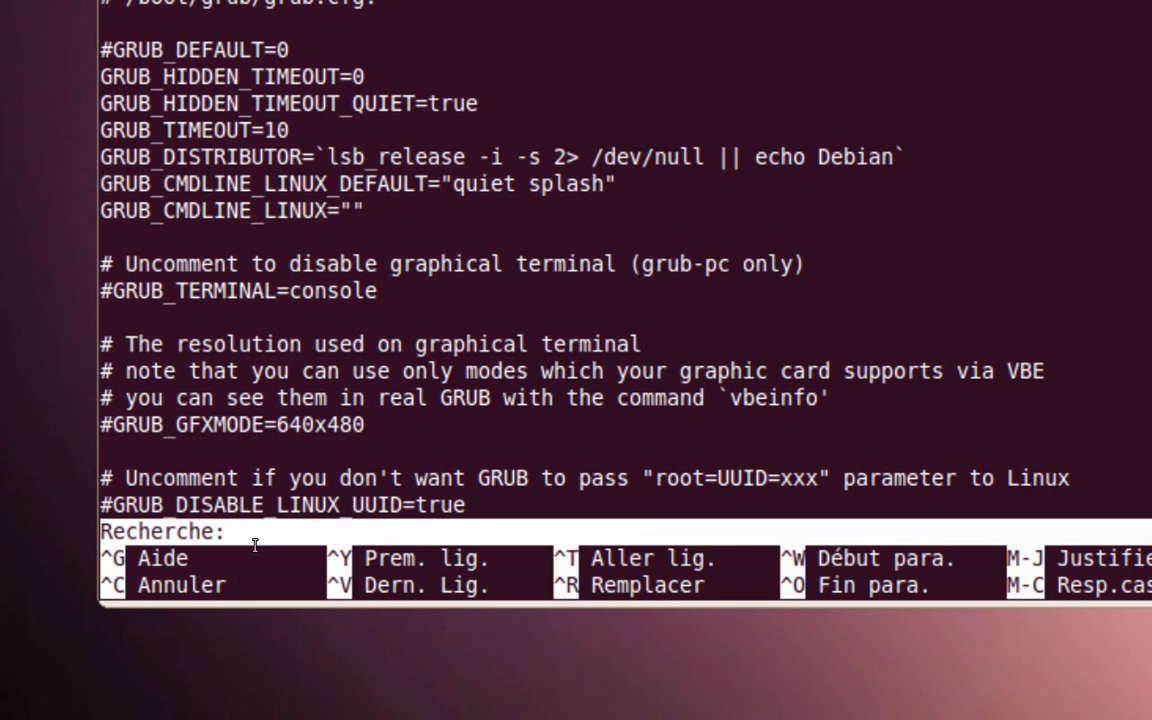 # /boot/grub/grub.cfg.
#GRUB_DEFAULT=0
GRUB_HIDDEN_TIMEOUT=0
GRUB_HIDDEN_TIMEOUT_QUIET=true
GRUB_TIMEOUT=10
GRUB_DISTRIBUTOR=`lsb_release -i -s 2> /dev/null || echo Debian`
GRUB_CMDLINE_LINUX_DEFAULT="quiet splash"
GRUB_CMDLINE_LINUX=""
# Uncomment to disable graphical terminal (grub-pc only)
#GRUB_TERMINAL=console
# The resolution used on graphical terminal
# note that you can use only modes which your graphic card supports via VBE
# you can see them in real GRUB with the command `vbeinfo'
#GRUB_GFXMODE=640x480
# Uncomment if you don't want GRUB to pass "root=UUID=xxx" parameter to Linux
#GRUB_DISABLE_LINUX_UUID=true
Recherche:
^G Aide ^Y Prem. lig. ^T Aller lig. ^W Début para. M-J Justifie
^C Annuler ^V Dern. Lig. ^R Remplacer ^O Fin para. M-C Resp.cas